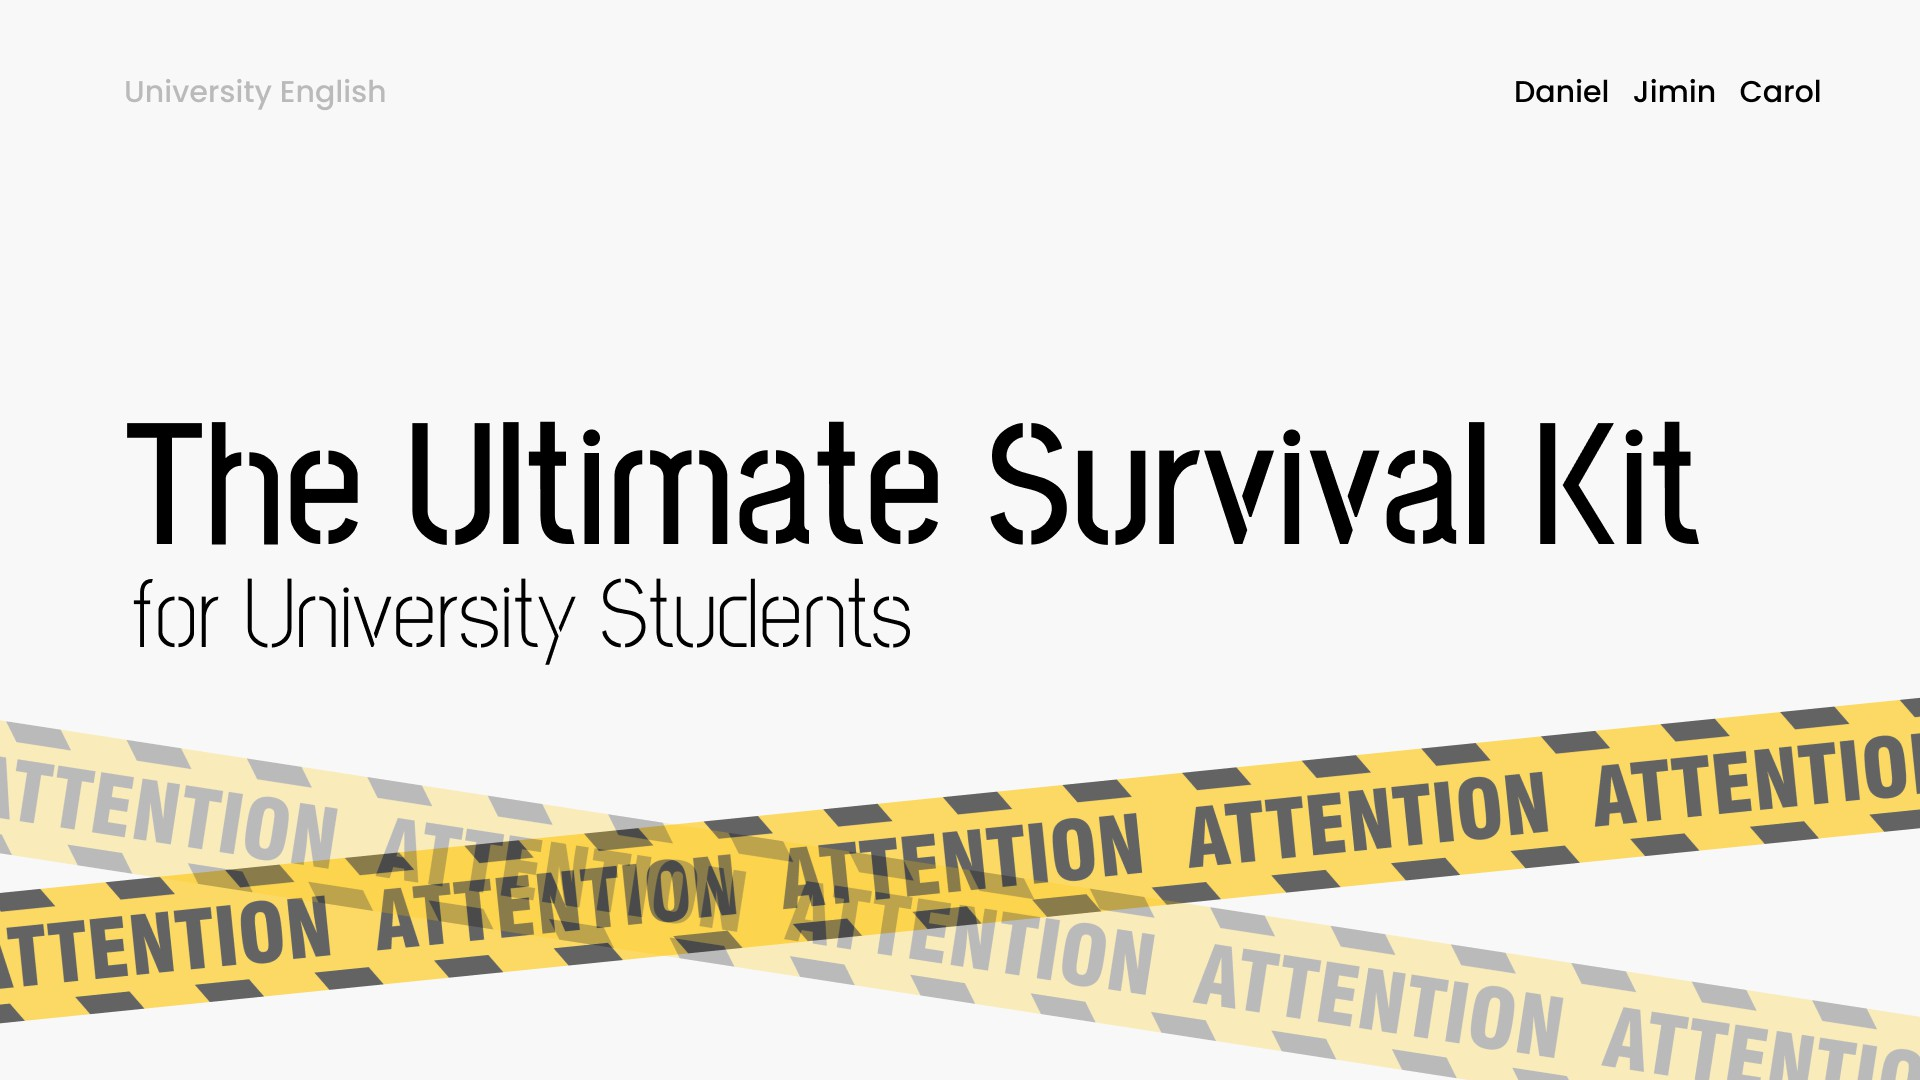 University English
Daniel Jimin Carol
The Ultimate Survival Kit
for University Students
ATTENTION ATTENTION ATTENTION ATTENTION ATTENTION
ATTENTION ATTENTION ATTENTION ATTENTION ATTENTIO